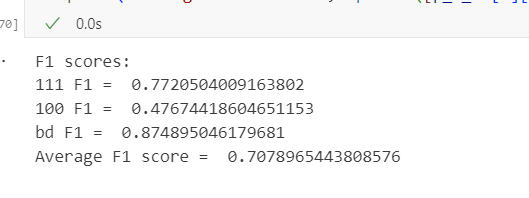 70]
0.0s
F1 scores:
111 F1 =  0.7720504009163802
100 F1 =  0.47674418604651153
bd F1 =  0.874895046179681
Average F1 score =  0.7078965443808576